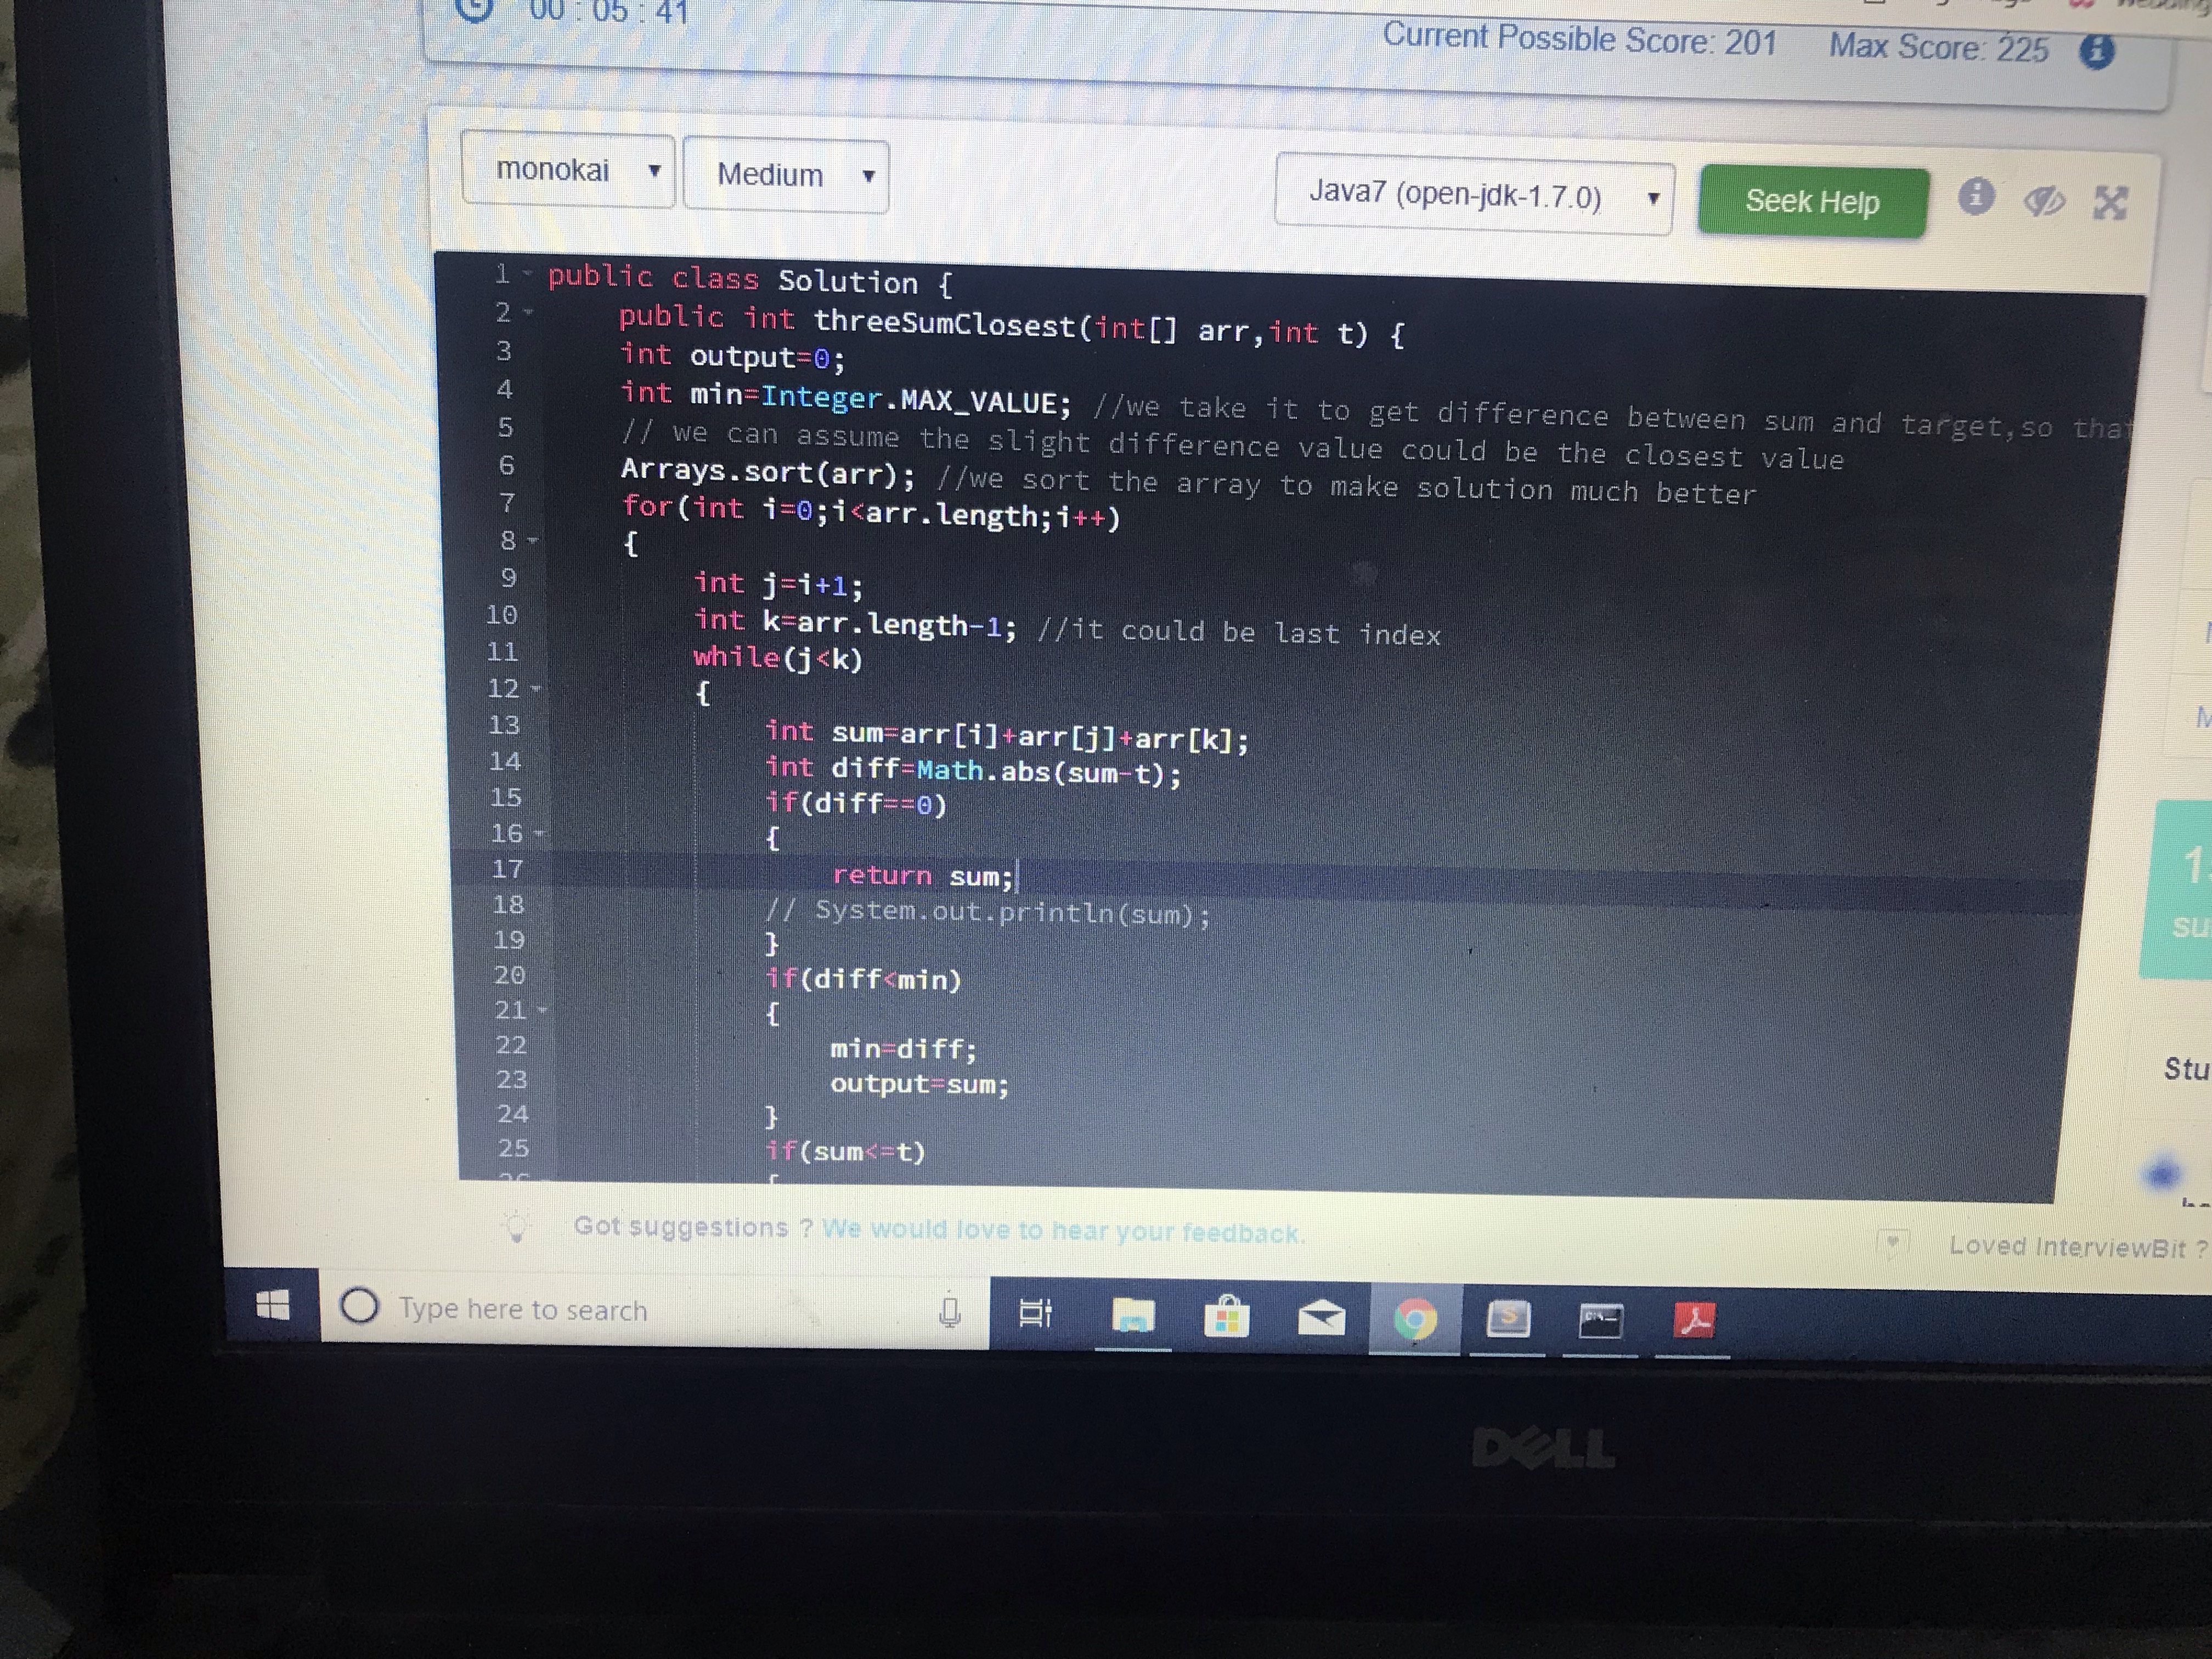 00 : 05 : 41
Current Possible Score: 201 Max Score: 225
monokai Medium Java7 (open-jdk-1.7.0) Seek Help
1 public class Solution {
2 public int threeSumClosest(int[] arr,int t) {
3 int output=0;
4 int min=Integer.MAX_VALUE; //we take it to get difference between sum and target,so that
5 // we can assume the slight difference value could be the closest value
6 Arrays.sort(arr); //we sort the array to make solution much better
7 for(int i=0;i<arr.length;i++)
8 {
9 int j=i+1;
10 int k=arr.length-1; //it could be last index
11 while(j<k)
12 {
13 int sum=arr[i]+arr[j]+arr[k];
14 int diff=Math.abs(sum-t);
15 if(diff==0)
16 {
17 return sum;
18 // System.out.println(sum);
19 }
20 if(diff<min)
21 {
22 min=diff;
23 output=sum;
24 }
25 if(sum<=t)
Stu
Got suggestions ? We would love to hear your feedback.
Loved InterviewBit ?
Type here to search
DELL